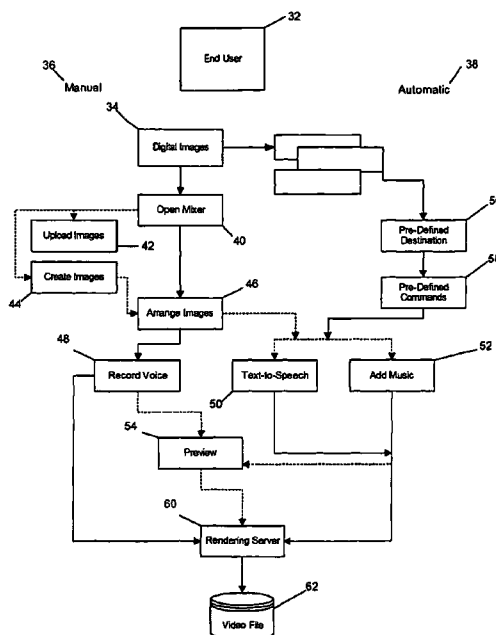 32
End User
36
Manual
38
Automatic
34
Digital Images
Open Mixer
40
Upload Images
42
Create Images
44
Pre-Defined
Destination
Pre-Defined
Commands
46
Arrange Images
48
Record Voice
Text-to-Speech
50
52
Add Music
54
Preview
60
Rendering Server
62
Video File